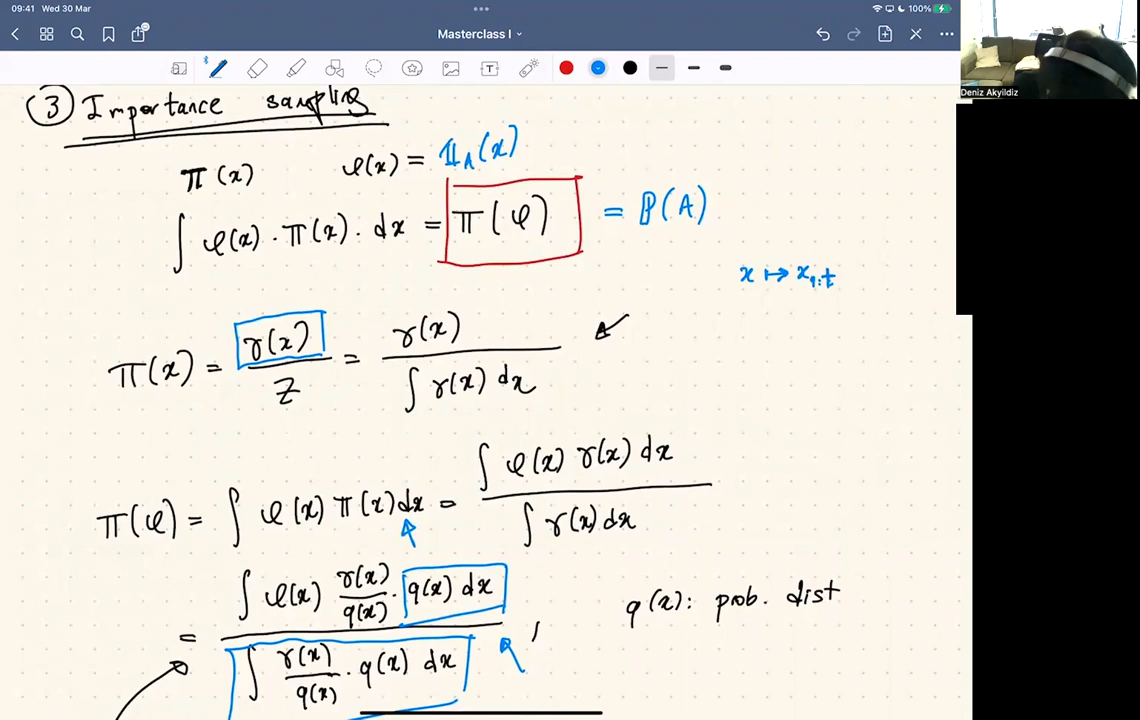 09:41 Wed 30 Mar
100%
Masterclass I
Deniz Akyildiz
③ Importance sampling
π(x) φ(x) = 𝟙_A(x)
∫ φ(x) · π(x) · dx = π(φ) = ℙ(A)
x ↦ x_{1:t}
π(x) = γ(x) / Z = γ(x) / ∫ γ(x) dx
π(φ) = ∫ φ(x) π(x) dx = ∫ φ(x) γ(x) dx / ∫ γ(x) dx
= ∫ φ(x) γ(x)/q(x) · q(x) dx / ∫ γ(x)/q(x) · q(x) dx ,
q(x): prob. dist